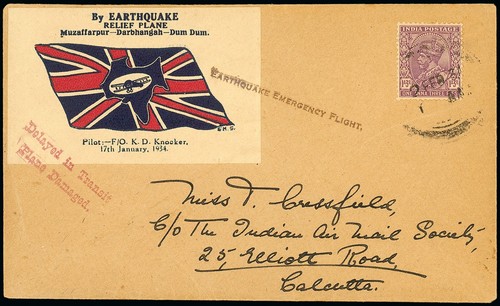 By EARTHQUAKE
RELIEF PLANE
Muzaffarpur—Darbhangah—Dum Dum.
S.M.S.
Pilot:—F/O. K. D. Knocker,
17th January, 1934.
EARTHQUAKE EMERGENCY FLIGHT.
INDIA POSTAGE
Delayed in Transit
Plane Damaged.
Miss D. Cressfield,
C/o The Indian Air Mail Society,
25, Elliott Road,
Calcutta.